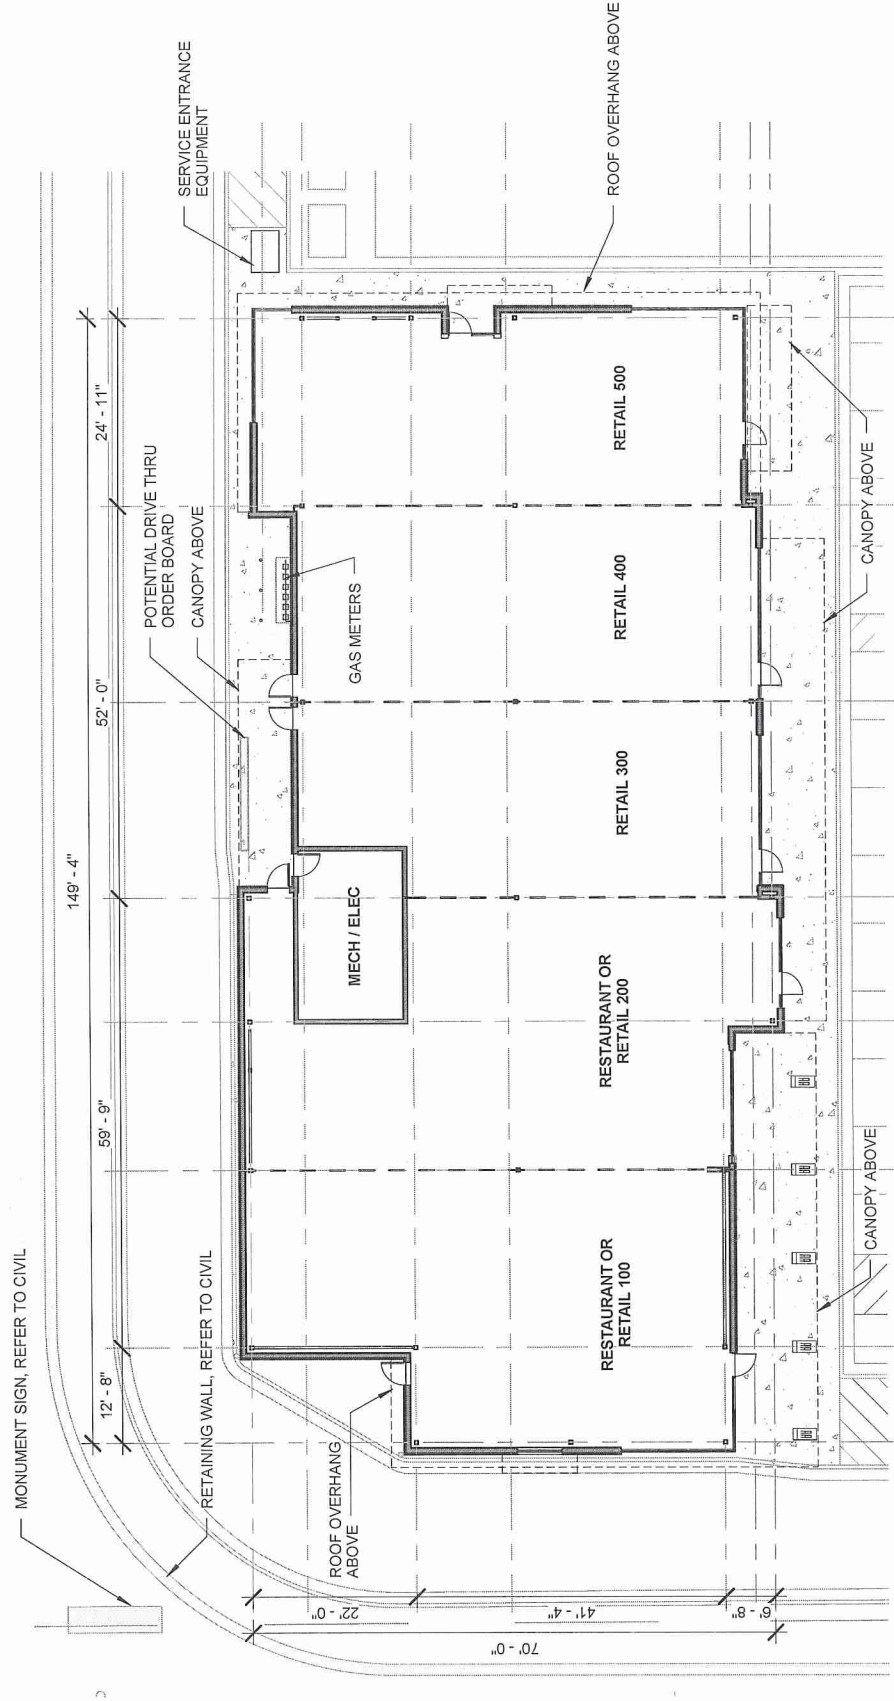 MONUMENT SIGN, REFER TO CIVIL
RETAINING WALL, REFER TO CIVIL
149' - 4"
12' - 8"
59' - 9"
52' - 0"
24' - 11"
POTENTIAL DRIVE THRU
ORDER BOARD
CANOPY ABOVE
SERVICE ENTRANCE
EQUIPMENT
GAS METERS
ROOF OVERHANG
ABOVE
MECH / ELEC
RESTAURANT OR
RETAIL 100
RESTAURANT OR
RETAIL 200
RETAIL 300
RETAIL 400
RETAIL 500
ROOF OVERHANG ABOVE
CANOPY ABOVE
CANOPY ABOVE
22' - 0"
41' - 4"
6' - 8"
70' - 0"